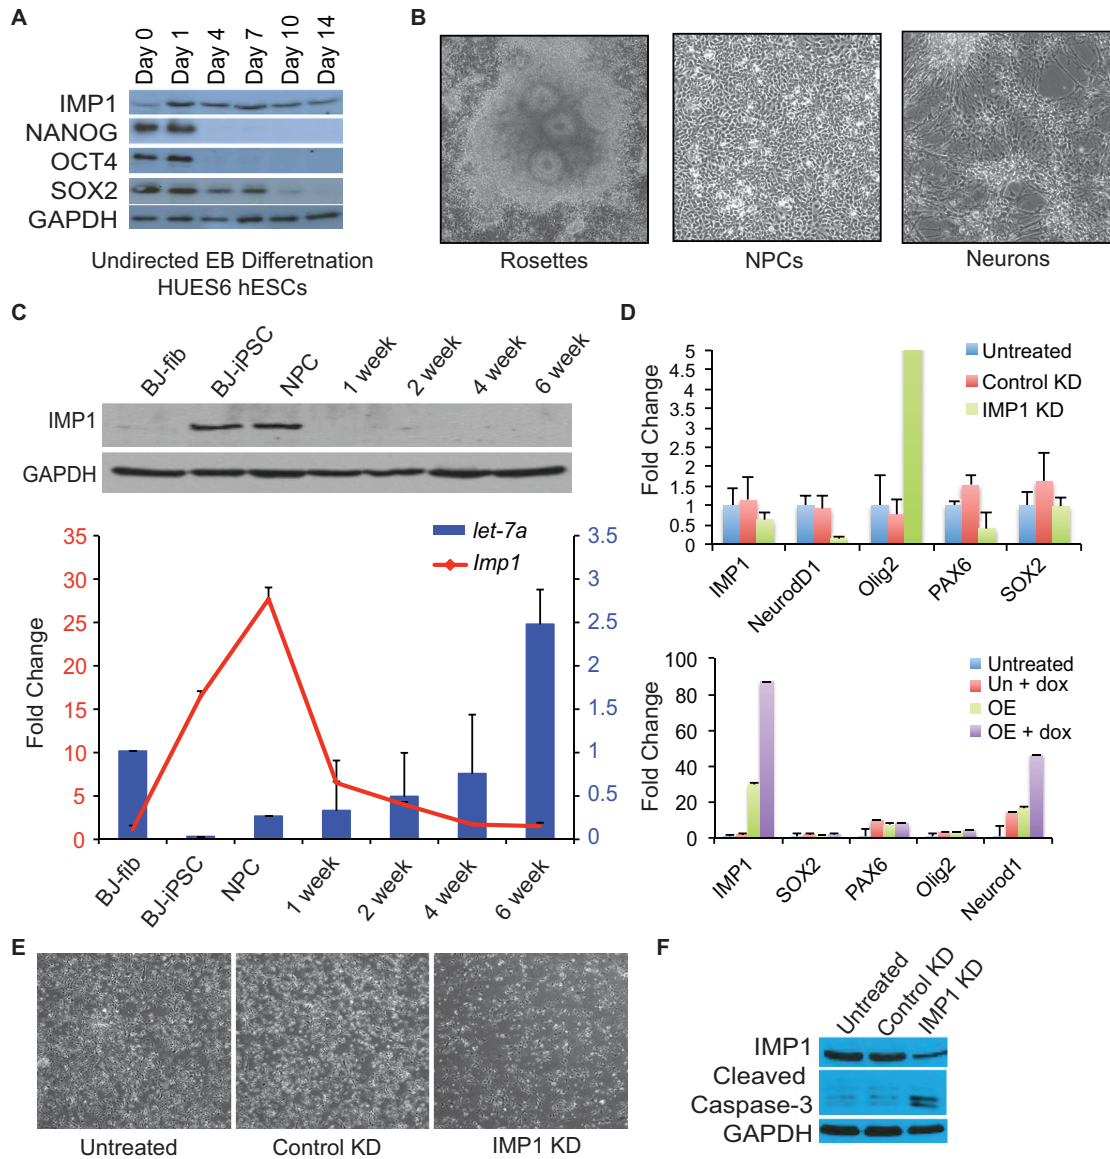 A
Day 0 Day 1 Day 4 Day 7 Day 10 Day 14
IMP1
NANOG
OCT4
SOX2
GAPDH
Undirected EB Differetnation
HUES6 hESCs
B
Rosettes NPCs Neurons
C
BJ-fib BJ-iPSC NPC 1 week 2 week 4 week 6 week
IMP1
GAPDH
let-7a
Imp1
Fold Change
35 30 25 20 15 10 5 0
3.5 3 2.5 2 1.5 1 0.5 0
BJ-fib BJ-iPSC NPC 1 week 2 week 4 week 6 week
D
Fold Change
5 4.5 4 3.5 3 2.5 2 1.5 1 0.5 0
Untreated
Control KD
IMP1 KD
IMP1 NeurodD1 Olig2 PAX6 SOX2
Fold Change
100 80 60 40 20 0
Untreated
Un + dox
OE
OE + dox
IMP1 SOX2 PAX6 Olig2 Neurod1
E
Untreated Control KD IMP1 KD
F
Untreated Control KD IMP1 KD
IMP1
Cleaved
Caspase-3
GAPDH